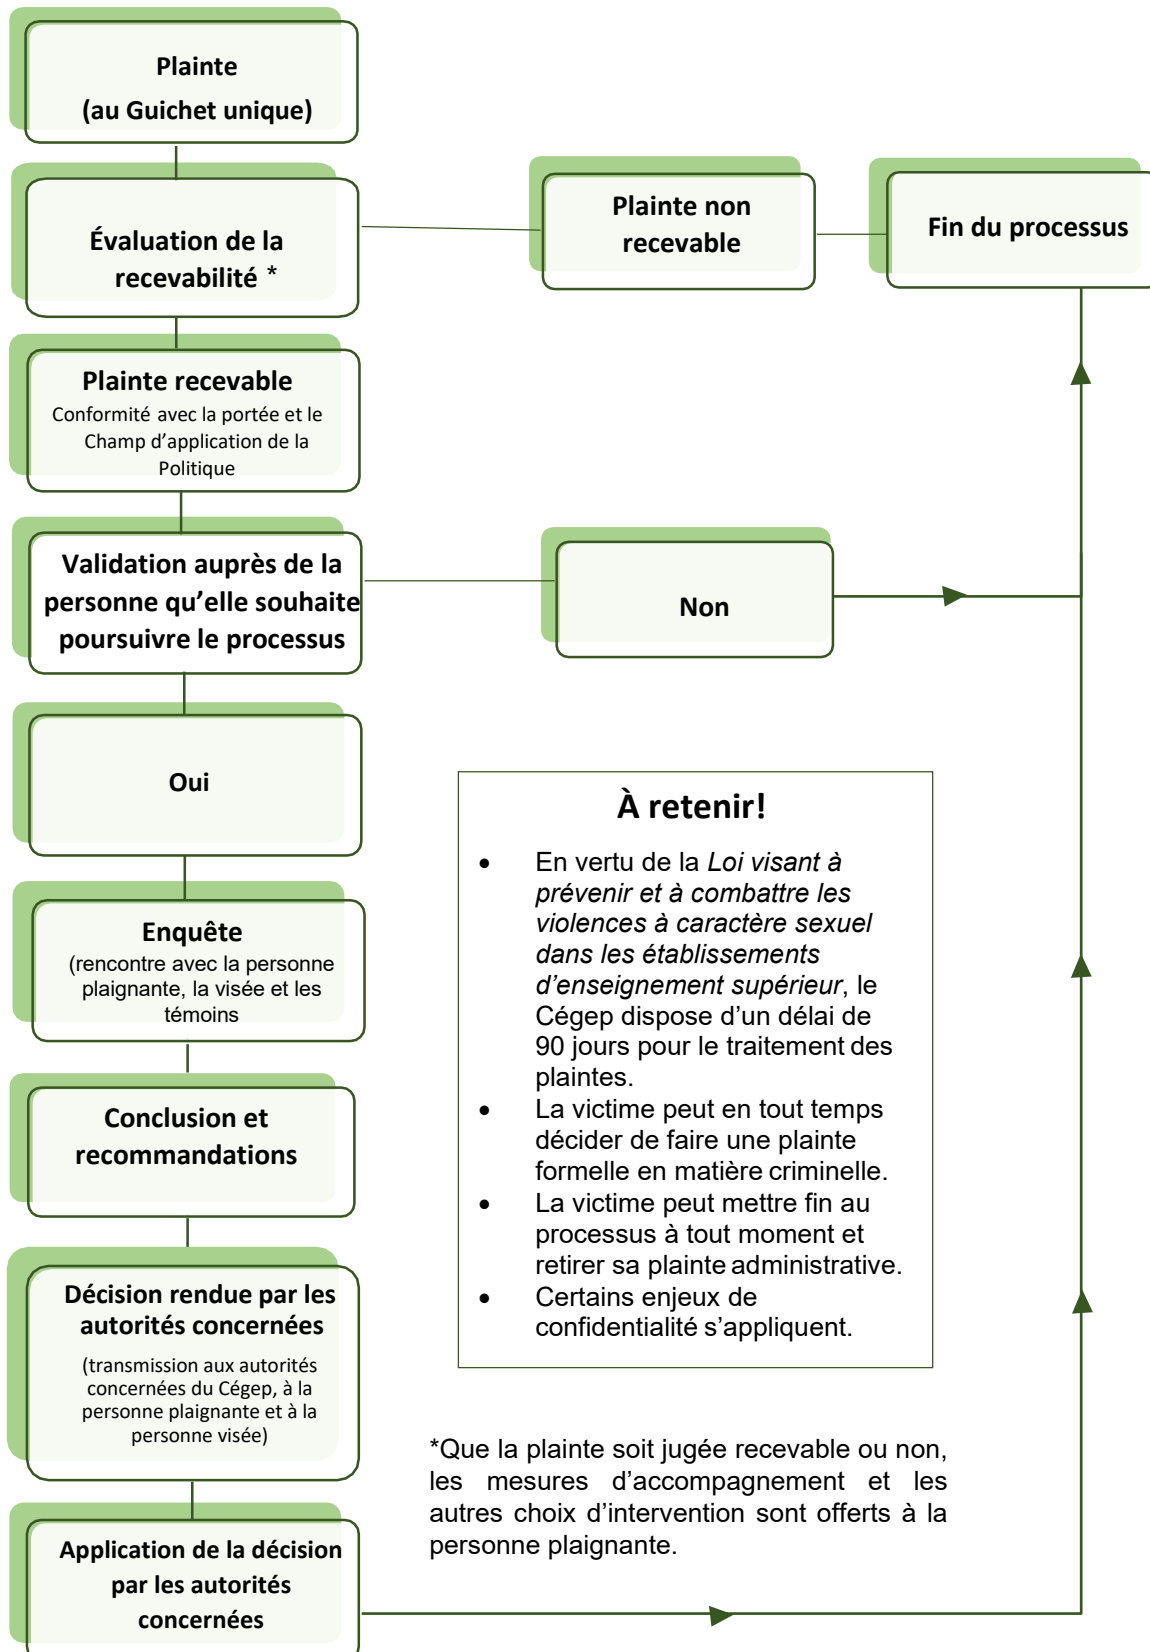 Plainte
(au Guichet unique)
Évaluation de la
recevabilité *
Plainte non
recevable
Fin du processus
Plainte recevable
Conformité avec la portée et le
Champ d’application de la
Politique
Validation auprès de la
personne qu’elle souhaite
poursuivre le processus
Non
Oui
Enquête
(rencontre avec la personne
plaignante, la visée et les
témoins
Conclusion et
recommandations
Décision rendue par les
autorités concernées
(transmission aux autorités
concernées du Cégep, à la
personne plaignante et à la
personne visée)
Application de la décision
par les autorités
concernées
À retenir!
• En vertu de la Loi visant à
prévenir et à combattre les
violences à caractère sexuel
dans les établissements
d’enseignement supérieur, le
Cégep dispose d’un délai de
90 jours pour le traitement des
plaintes.
• La victime peut en tout temps
décider de faire une plainte
formelle en matière criminelle.
• La victime peut mettre fin au
processus à tout moment et
retirer sa plainte administrative.
• Certains enjeux de
confidentialité s’appliquent.
*Que la plainte soit jugée recevable ou non,
les mesures d’accompagnement et les
autres choix d’intervention sont offerts à la
personne plaignante.